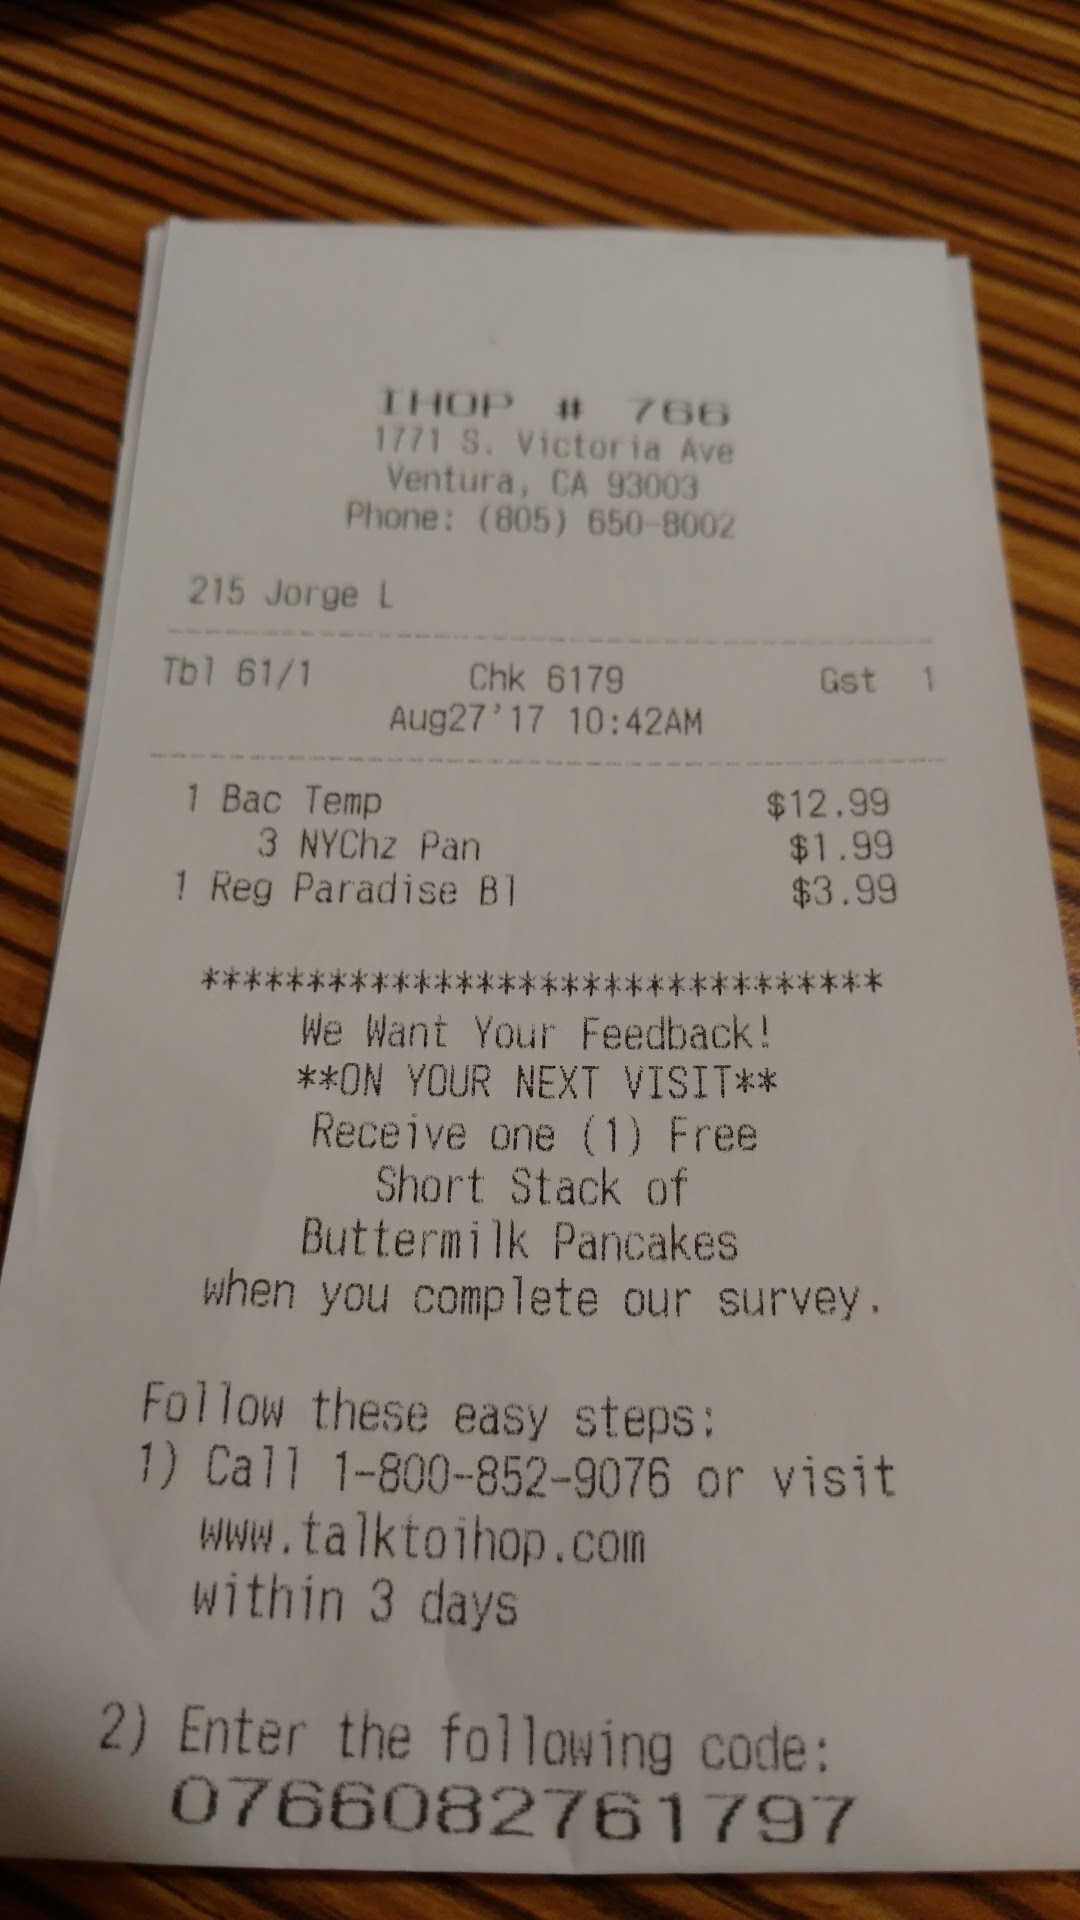 IHOP # 766
1771 S. Victoria Ave
Ventura, CA 93003
Phone: (805) 650-8002
215 Jorge L
Tbl 61/1 Chk 6179 Gst 1
Aug27'17 10:42AM
1 Bac Temp $12.99
3 NYChz Pan $1.99
1 Reg Paradise Bl $3.99
********************************
We Want Your Feedback!
**ON YOUR NEXT VISIT**
Receive one (1) Free
Short Stack of
Buttermilk Pancakes
when you complete our survey.
Follow these easy steps:
1) Call 1-800-852-9076 or visit
www.talktoihop.com
within 3 days
2) Enter the following code:
0766082761797